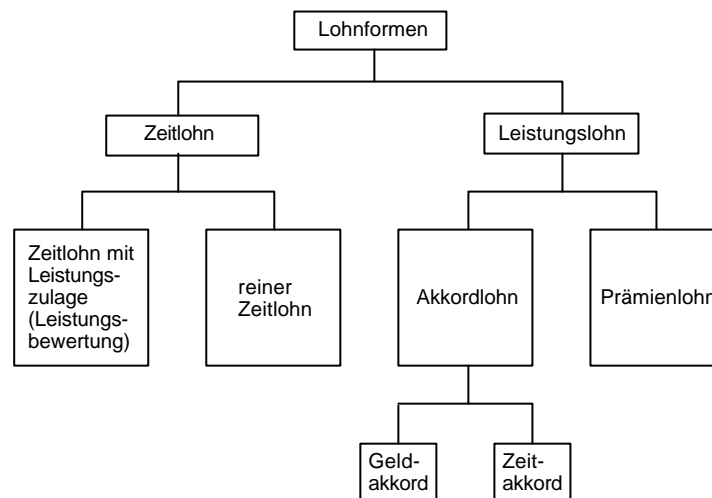 Lohnformen
Zeitlohn
Leistungslohn
Zeitlohn mit
Leistungs-
zulage
(Leistungs-
bewertung)
reiner
Zeitlohn
Akkordlohn
Prämienlohn
Geld-
akkord
Zeit-
akkord